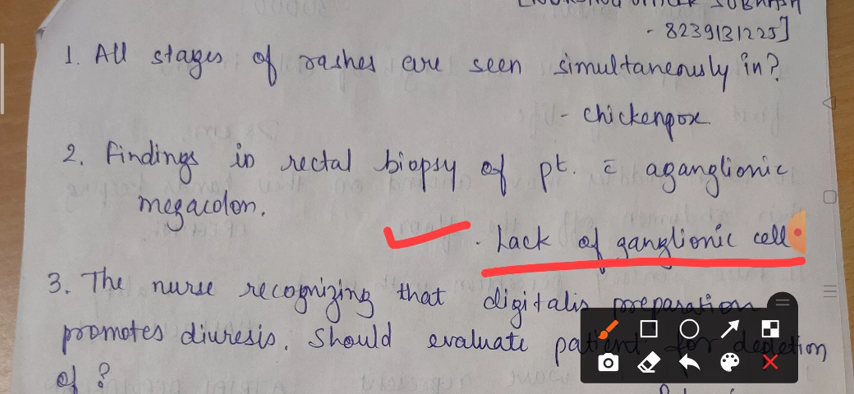 - 8239131225]
1. All stages of rashes are seen simultaneously in?
- chickenpox
2. Findings in rectal biopsy of pt. c̄ aganglionic
megacolon.
. Lack of ganglionic cell
3. The nurse recognizing that digitalis preparation
promotes diuresis. Should evaluate patient for depletion
of ?